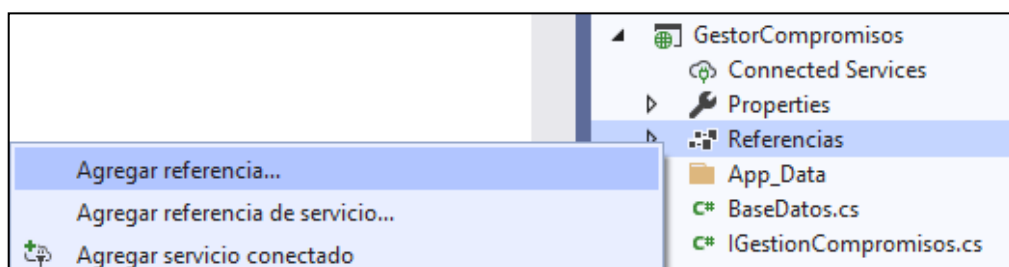 GestorCompromisos
Connected Services
Properties
Referencias
App_Data
C# BaseDatos.cs
C# IGestionCompromisos.cs
Agregar referencia...
Agregar referencia de servicio...
Agregar servicio conectado